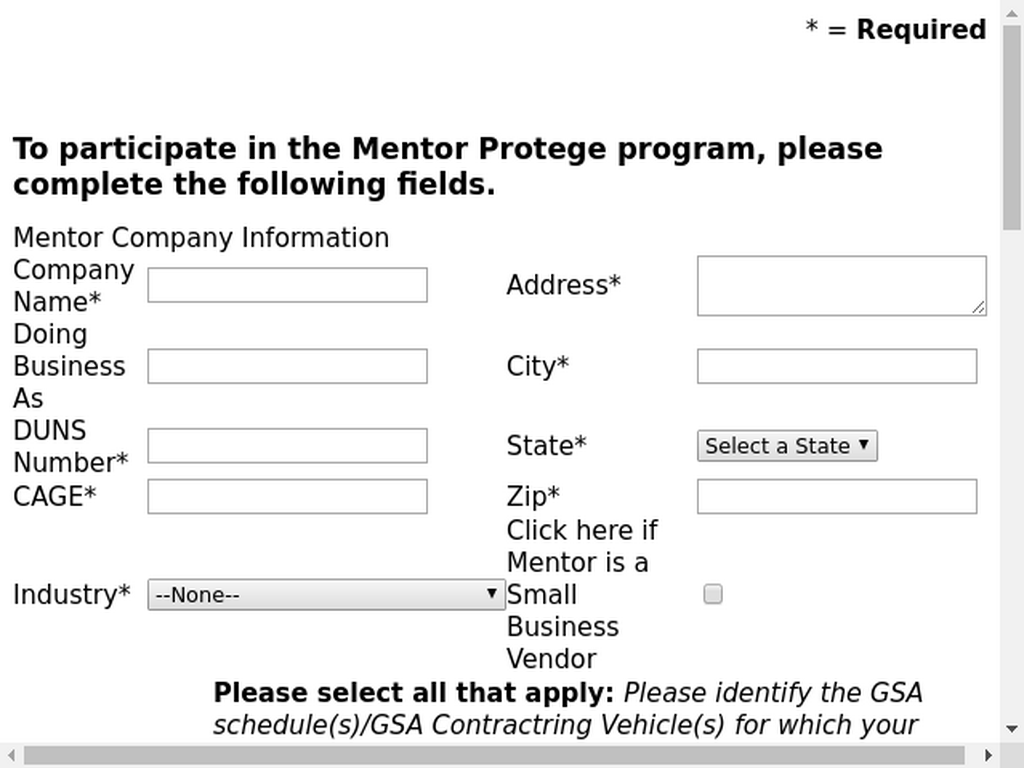 * = Required
To participate in the Mentor Protege program, please
complete the following fields.
Mentor Company Information
Company
Name*
Address*
Doing
Business
As
City*
DUNS
Number*
State*
Select a State
CAGE*
Zip*
Industry*
--None--
Click here if
Mentor is a
Small
Business
Vendor
Please select all that apply: Please identify the GSA
schedule(s)/GSA Contractring Vehicle(s) for which your